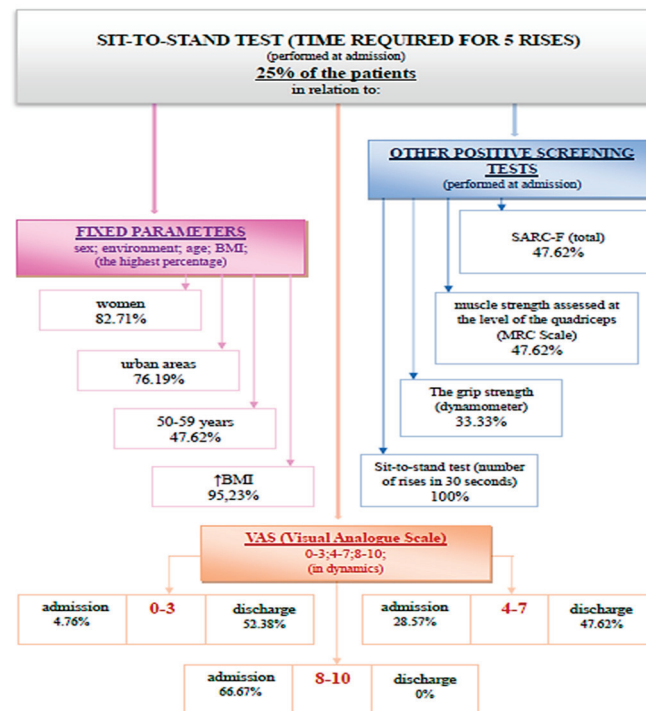 SIT-TO-STAND TEST (TIME REQUIRED FOR 5 RISES)
(performed at admission)
25% of the patients
in relation to:
OTHER POSITIVE SCREENING
TESTS
(performed at admission)
SARC-F (total)
47.62%
muscle strength assessed at
the level of the quadriceps
(MRC Scale)
47.62%
The grip strength
(dynamometer)
33.33%
Sit-to-stand test (number
of rises in 30 seconds)
100%
FIXED PARAMETERS
sex; environment; age; BMI;
(the highest percentage)
women
82.71%
urban areas
76.19%
50-59 years
47.62%
↑BMI
95,23%
VAS (Visual Analogue Scale)
0-3;4-7;8-10;
(in dynamics)
admission
4.76%
0-3
discharge
52.38%
admission
28.57%
4-7
discharge
47.62%
admission
66.67%
8-10
discharge
0%